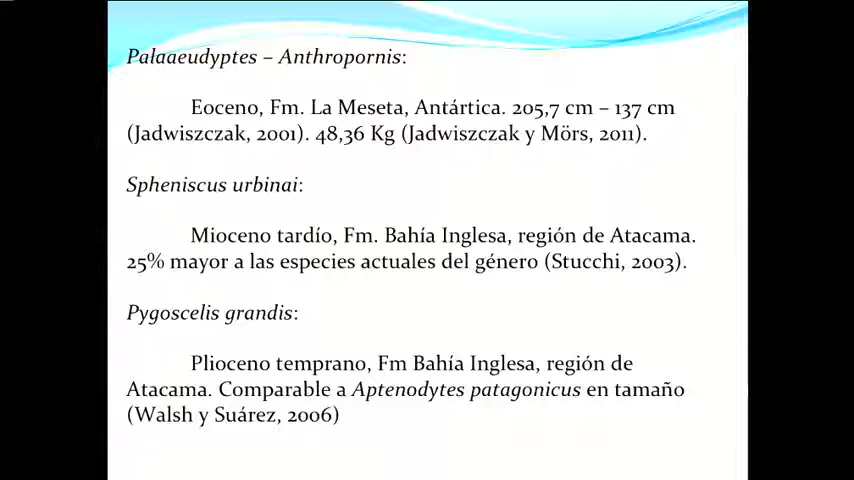 Palaaeudyptes – Anthropornis:
Eoceno, Fm. La Meseta, Antártica. 205,7 cm – 137 cm
(Jadwiszczak, 2001). 48,36 Kg (Jadwiszczak y Mörs, 2011).
Spheniscus urbinai:
Mioceno tardío, Fm. Bahía Inglesa, región de Atacama.
25% mayor a las especies actuales del género (Stucchi, 2003).
Pygoscelis grandis:
Plioceno temprano, Fm Bahía Inglesa, región de
Atacama. Comparable a Aptenodytes patagonicus en tamaño
(Walsh y Suárez, 2006)